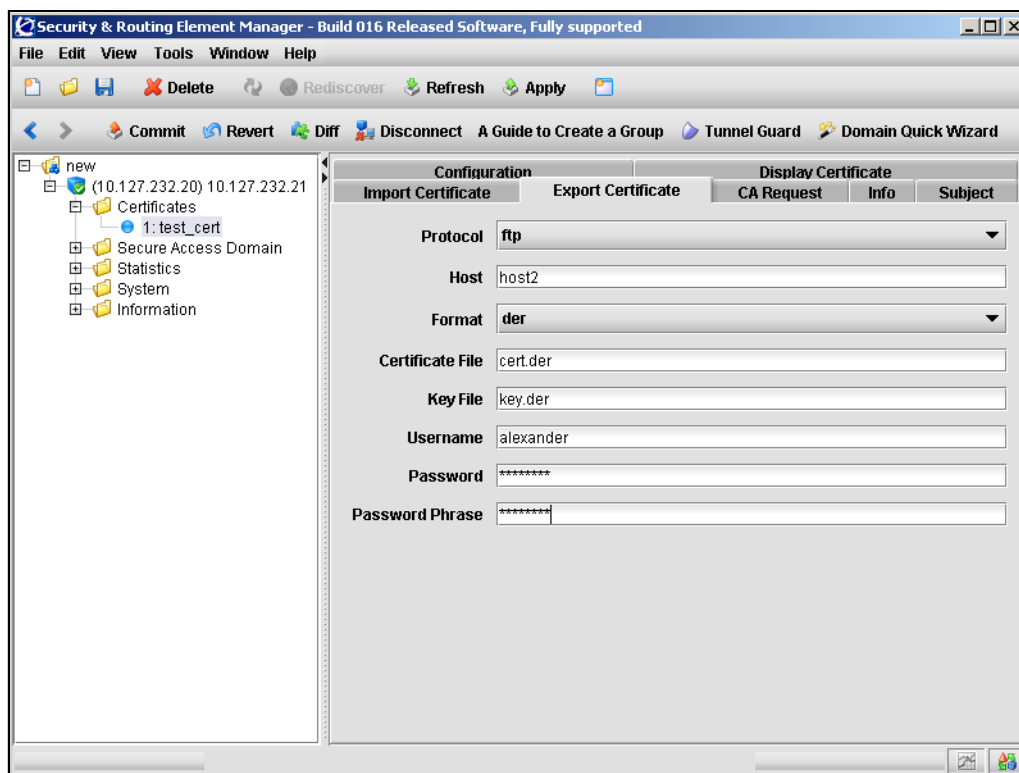 Security & Routing Element Manager - Build 016 Released Software, Fully supported
File Edit View Tools Window Help
Delete Rediscover Refresh Apply
Commit Revert Diff Disconnect A Guide to Create a Group Tunnel Guard Domain Quick Wizard
new
(10.127.232.20) 10.127.232.21
Certificates
1: test_cert
Secure Access Domain
Statistics
System
Information
Configuration Display Certificate
Import Certificate Export Certificate CA Request Info Subject
Protocol ftp
Host host2
Format der
Certificate File cert.der
Key File key.der
Username alexander
Password ********
Password Phrase ********